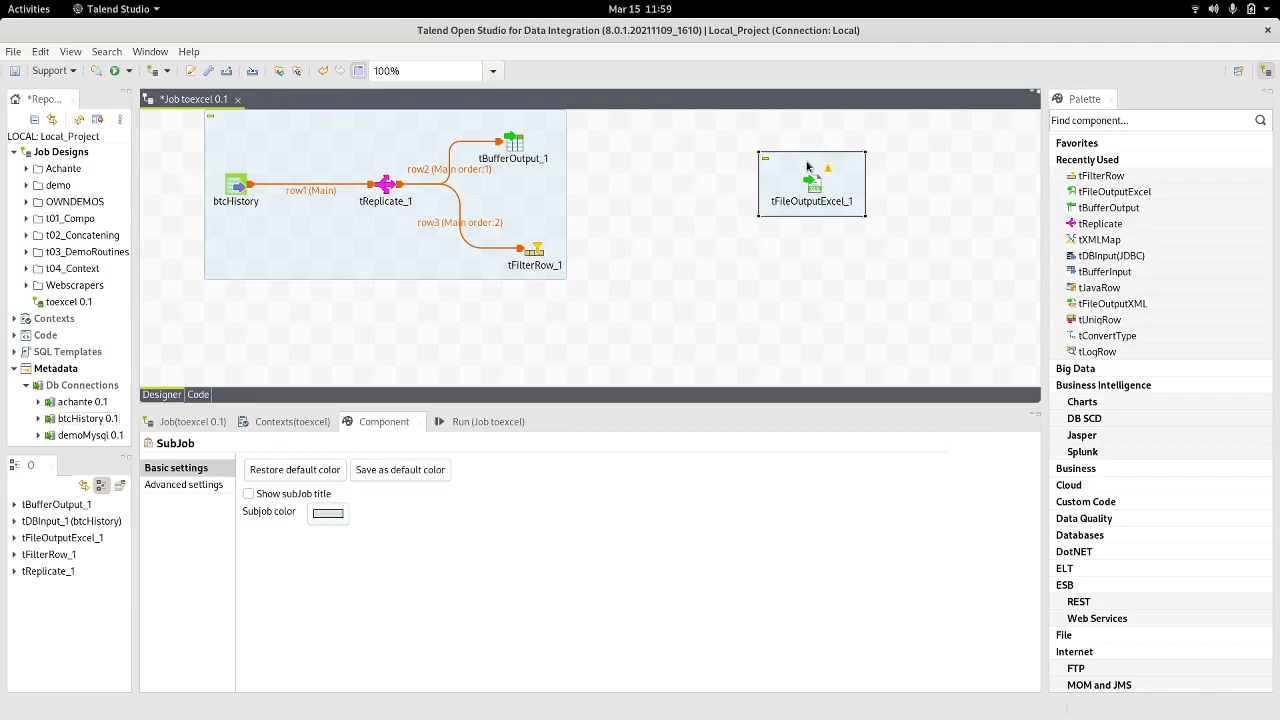 Activities
Talend Studio
Mar 15 11:59
Talend Open Studio for Data Integration (8.0.1.20211109_1610) | Local_Project (Connection: Local)
File Edit View Search Window Help
Support
100%
*Repo...
*Job toexcel 0.1
Palette
LOCAL: Local_Project
Job Designs
Achante
demo
OWNDEMOS
t01_Compo
t02_Concatening
t03_DemoRoutines
t04_Context
Webscrapers
toexcel 0.1
Contexts
Code
SQL Templates
Metadata
Db Connections
achante 0.1
btcHistory 0.1
demoMysql 0.1
O
tBufferOutput_1
tDBInput_1 (btcHistory)
tFileOutputExcel_1
tFilterRow_1
tReplicate_1
btcHistory
row1 (Main)
tReplicate_1
row2 (Main order:1)
tBufferOutput_1
row3 (Main order:2)
tFilterRow_1
tFileOutputExcel_1
Designer Code
Job(toexcel 0.1)
Contexts(toexcel)
Component
Run (Job toexcel)
SubJob
Basic settings
Advanced settings
Restore default color
Save as default color
Show subJob title
Subjob color
Find component...
Favorites
Recently Used
tFilterRow
tFileOutputExcel
tBufferOutput
tReplicate
tXMLMap
tDBInput(JDBC)
tBufferInput
tJavaRow
tFileOutputXML
tUniqRow
tConvertType
tLogRow
Big Data
Business Intelligence
Charts
DB SCD
Jasper
Splunk
Business
Cloud
Custom Code
Data Quality
Databases
DotNET
ELT
ESB
REST
Web Services
File
Internet
FTP
MOM and JMS